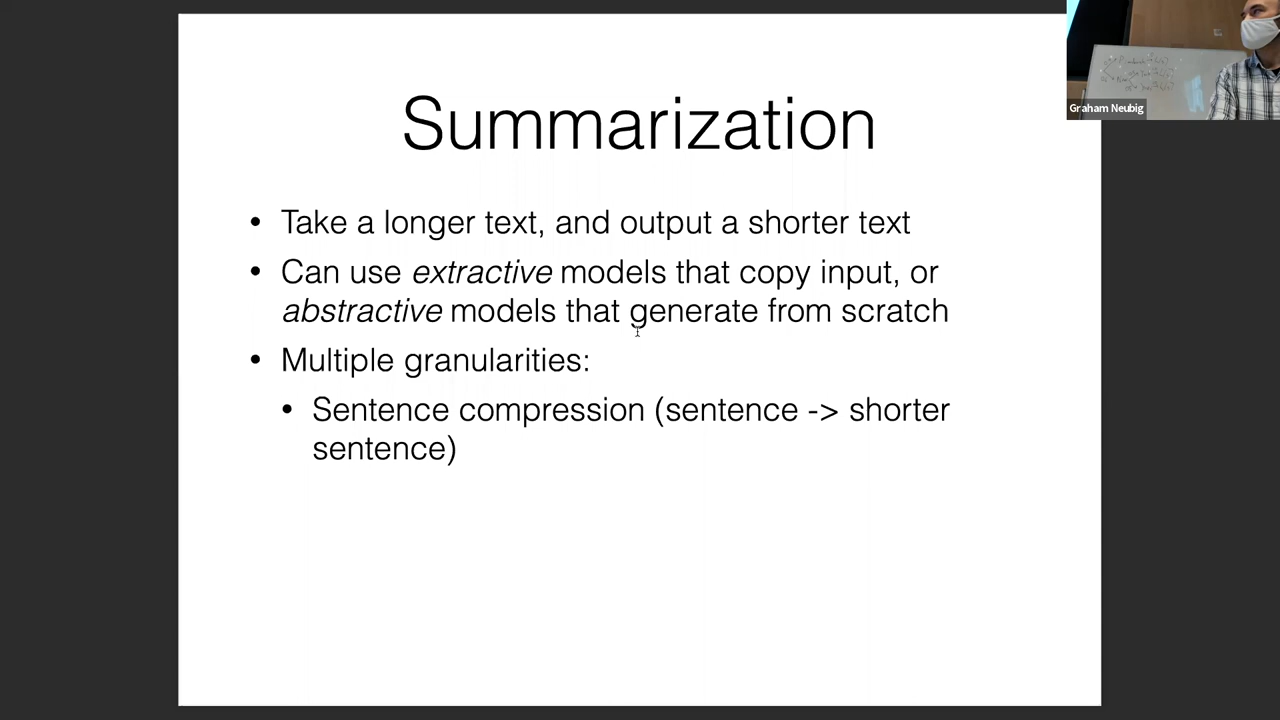 Summarization
• Take a longer text, and output a shorter text
• Can use extractive models that copy input, or
abstractive models that generate from scratch
• Multiple granularities:
• Sentence compression (sentence -> shorter
sentence)
Graham Neubig